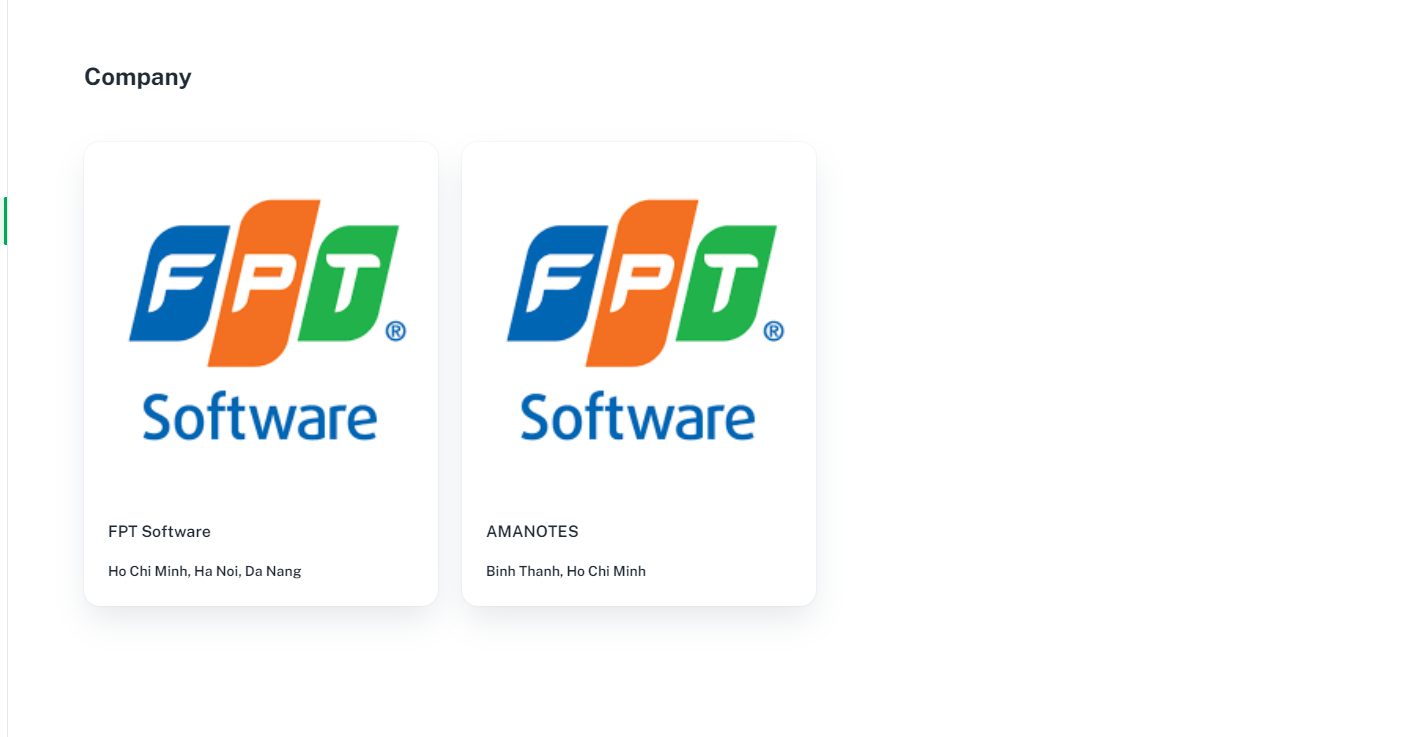 Company
FPT®
Software
FPT Software
Ho Chi Minh, Ha Noi, Da Nang
FPT®
Software
AMANOTES
Binh Thanh, Ho Chi Minh